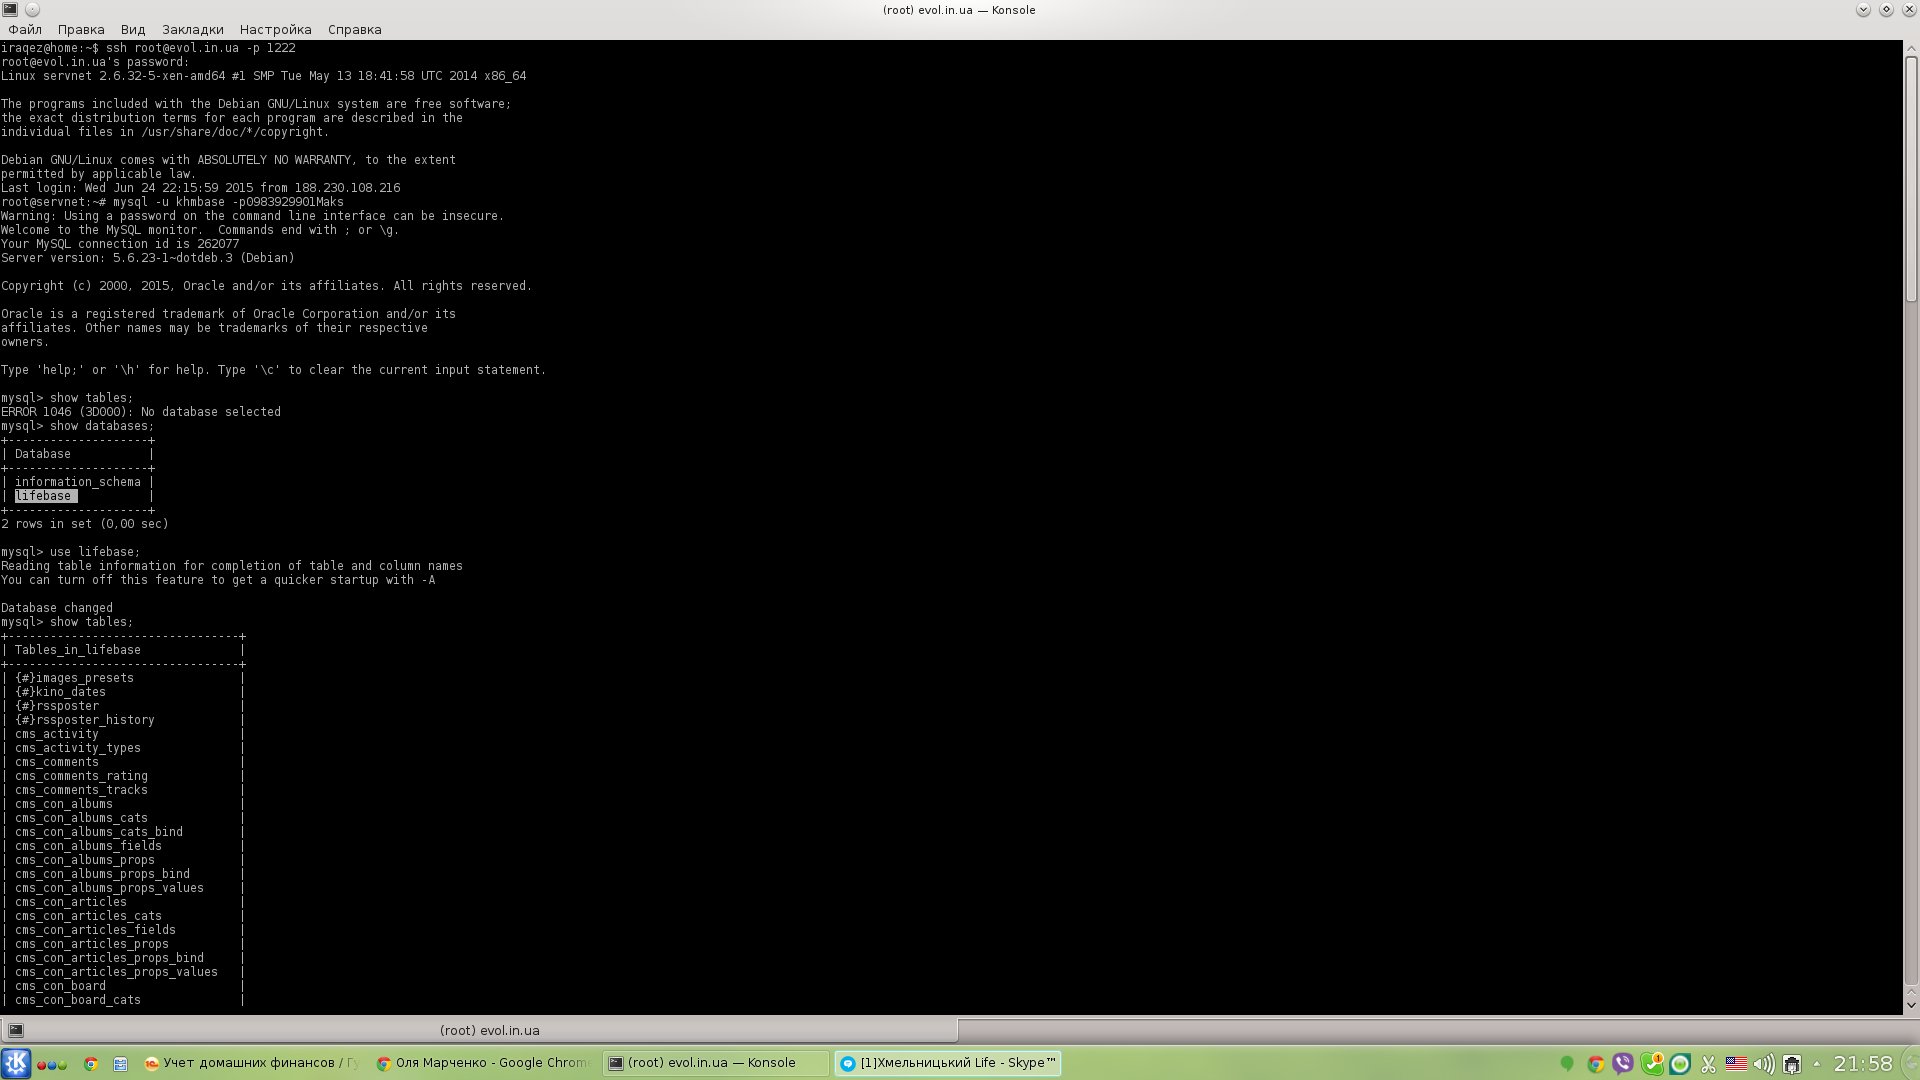 (root) evol.in.ua — Konsole
Файл Правка Вид Закладки Настройка Справка
iraqez@home:~$ ssh root@evol.in.ua -p 1222
root@evol.in.ua's password:
Linux servnet 2.6.32-5-xen-amd64 #1 SMP Tue May 13 18:41:58 UTC 2014 x86_64
The programs included with the Debian GNU/Linux system are free software;
the exact distribution terms for each program are described in the
individual files in /usr/share/doc/*/copyright.
Debian GNU/Linux comes with ABSOLUTELY NO WARRANTY, to the extent
permitted by applicable law.
Last login: Wed Jun 24 22:15:59 2015 from 188.230.108.216
root@servnet:~# mysql -u khmbase -p0983929901Maks
Warning: Using a password on the command line interface can be insecure.
Welcome to the MySQL monitor.  Commands end with ; or \g.
Your MySQL connection id is 262077
Server version: 5.6.23-1~dotdeb.3 (Debian)
Copyright (c) 2000, 2015, Oracle and/or its affiliates. All rights reserved.
Oracle is a registered trademark of Oracle Corporation and/or its
affiliates. Other names may be trademarks of their respective
owners.
Type 'help;' or '\h' for help. Type '\c' to clear the current input statement.
mysql> show tables;
ERROR 1046 (3D000): No database selected
mysql> show databases;
+--------------------+
| Database           |
+--------------------+
| information_schema |
| lifebase           |
+--------------------+
2 rows in set (0,00 sec)
mysql> use lifebase;
Reading table information for completion of table and column names
You can turn off this feature to get a quicker startup with -A
Database changed
mysql> show tables;
+---------------------------------+
| Tables_in_lifebase              |
+---------------------------------+
| {#}images_presets               |
| {#}kino_dates                   |
| {#}rssposter                    |
| {#}rssposter_history            |
| cms_activity                    |
| cms_activity_types              |
| cms_comments                    |
| cms_comments_rating             |
| cms_comments_tracks             |
| cms_con_albums                  |
| cms_con_albums_cats             |
| cms_con_albums_cats_bind        |
| cms_con_albums_fields           |
| cms_con_albums_props            |
| cms_con_albums_props_bind       |
| cms_con_albums_props_values     |
| cms_con_articles                |
| cms_con_articles_cats           |
| cms_con_articles_fields         |
| cms_con_articles_props          |
| cms_con_articles_props_bind     |
| cms_con_articles_props_values   |
| cms_con_board                   |
| cms_con_board_cats              |
(root) evol.in.ua
Учет домашних финансов /
Оля Марченко - Google Chrom
(root) evol.in.ua — Konsole
[1]Хмельницький Life - Skype™
21:58